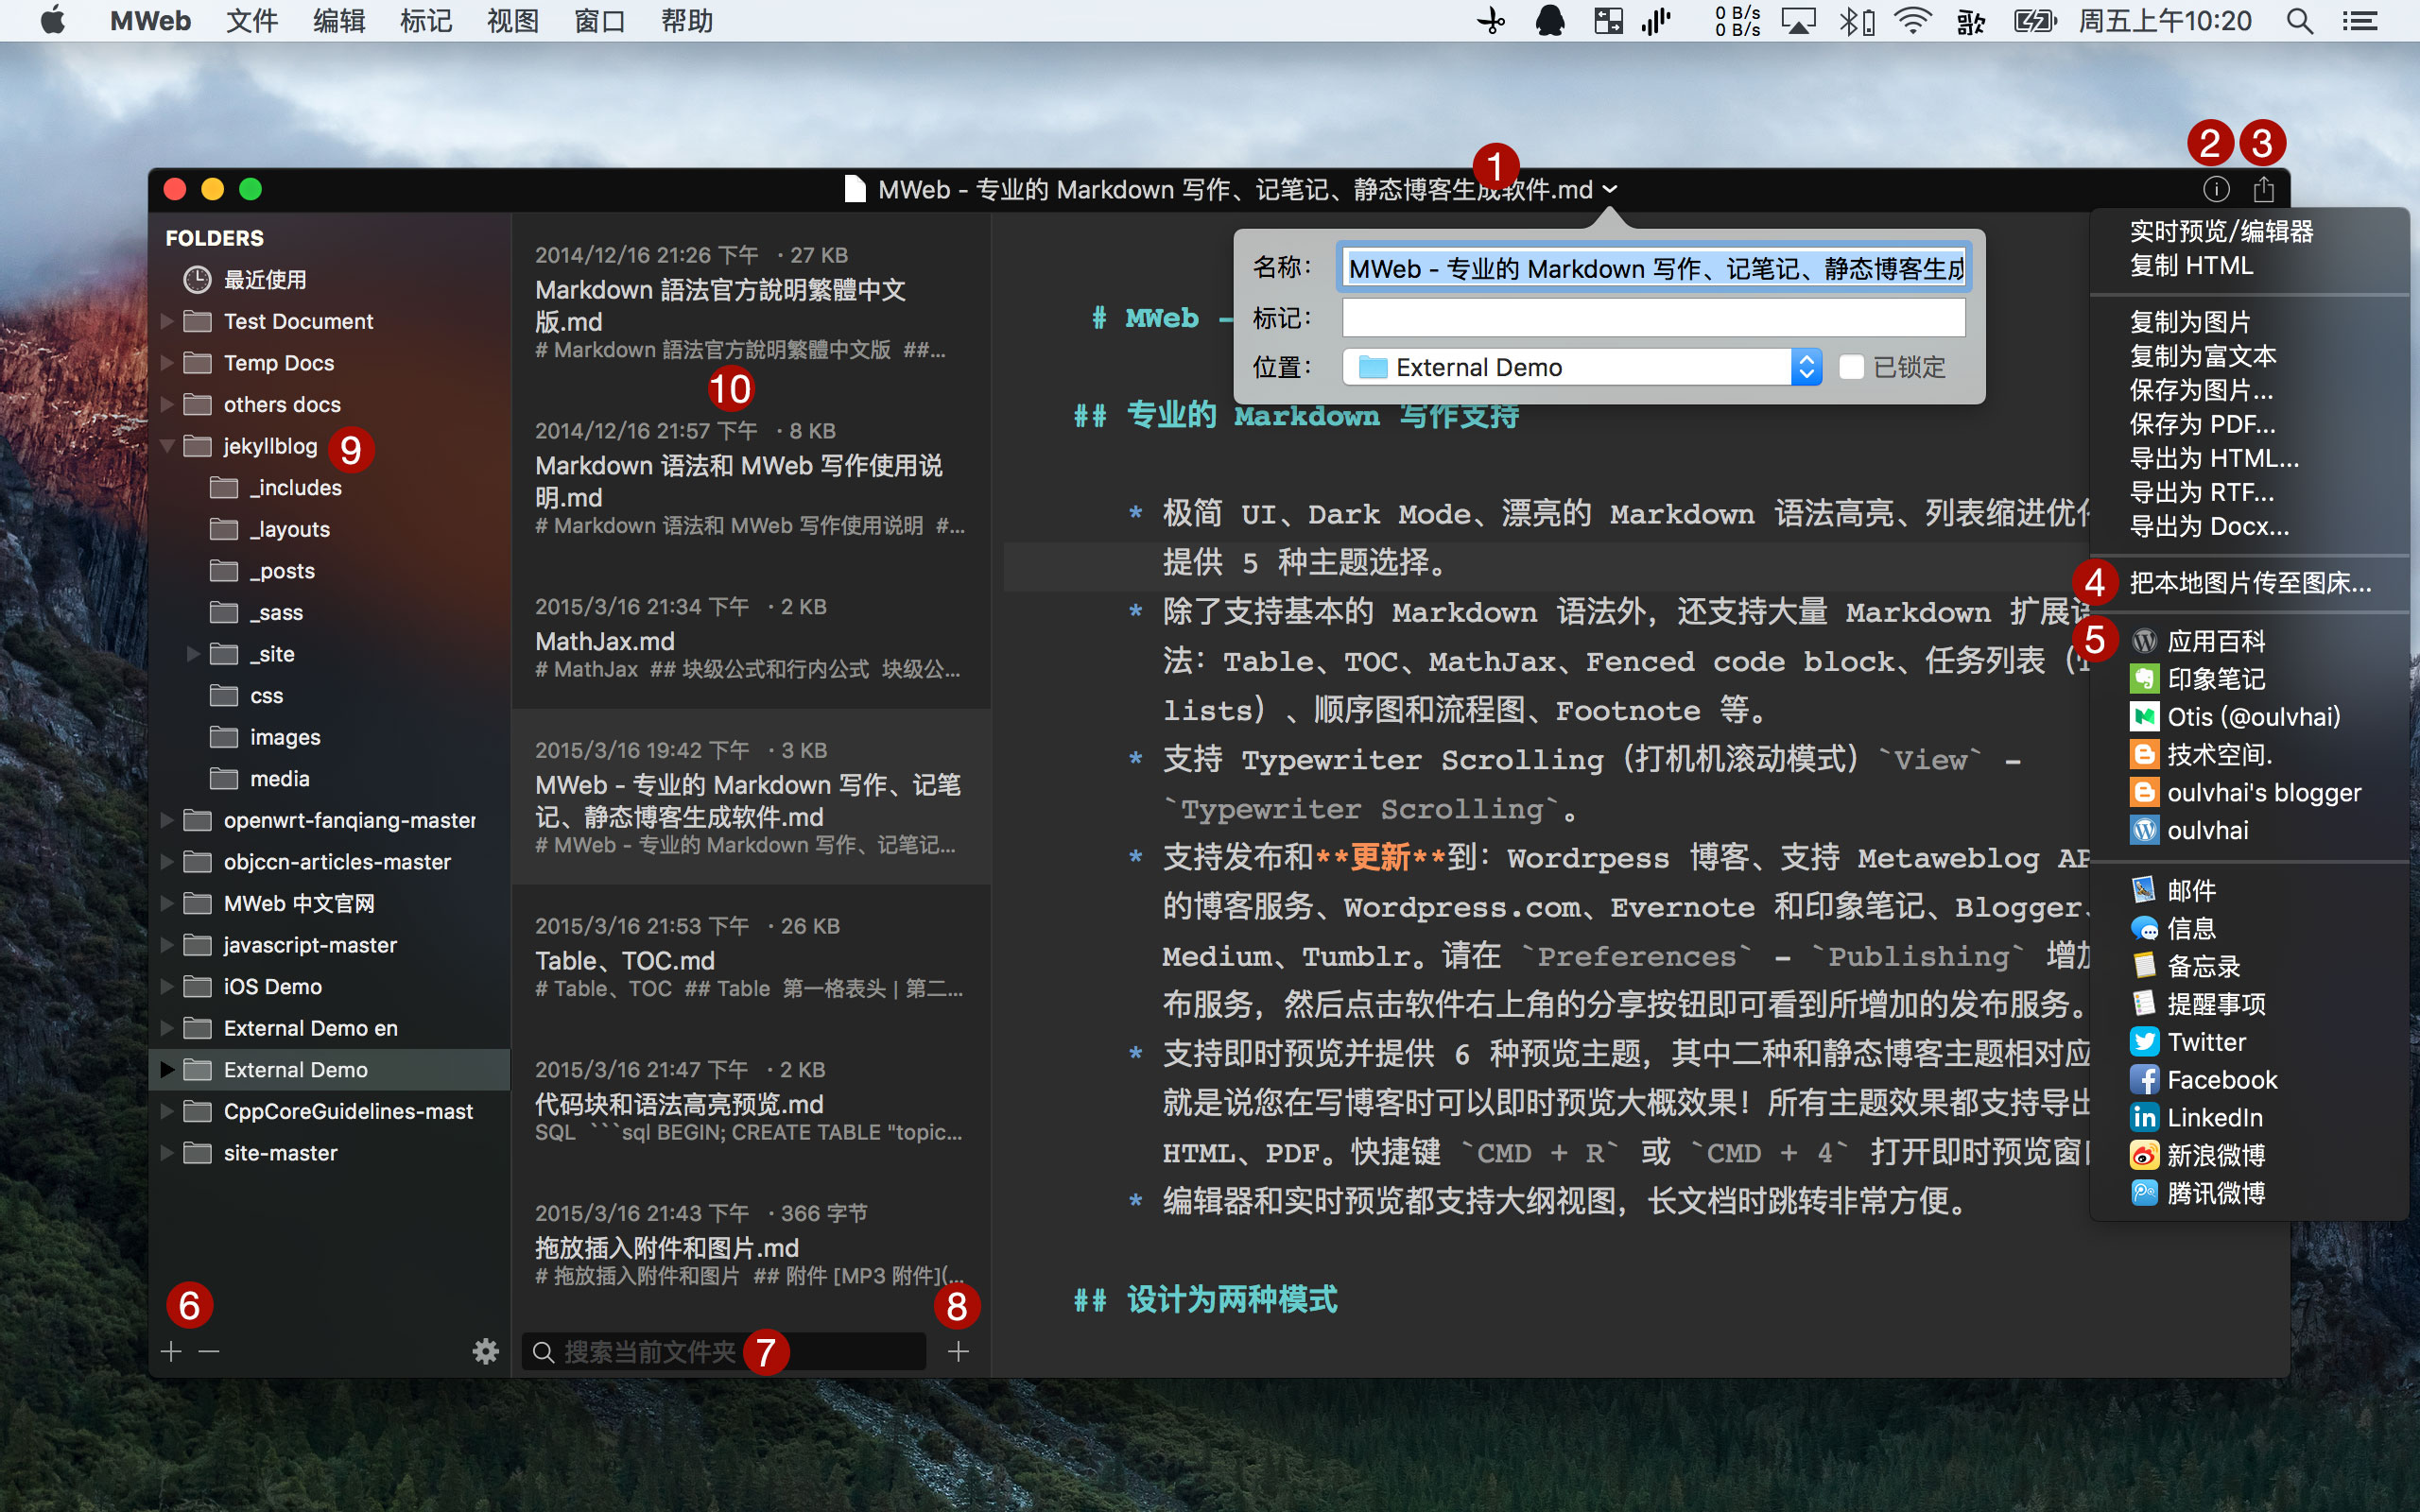 MWeb 文件 编辑 标记 视图 窗口 帮助
0 B/s
0 B/s
歌
周五上午10:20
1
2
3
MWeb - 专业的 Markdown 写作、记笔记、静态博客生成软件.md
FOLDERS
最近使用
Test Document
Temp Docs
others docs
jekyllblog
9
_includes
_layouts
_posts
_sass
_site
css
images
media
openwrt-fanqiang-master
objccn-articles-master
MWeb 中文官网
javascript-master
iOS Demo
External Demo en
External Demo
CppCoreGuidelines-mast
site-master
6
2014/12/16 21:26 下午 · 27 KB
Markdown 語法官方說明繁體中文
版.md
# Markdown 語法官方說明繁體中文版 ##...
10
2014/12/16 21:57 下午 · 8 KB
Markdown 语法和 MWeb 写作使用说
明.md
# Markdown 语法和 MWeb 写作使用说明 #...
2015/3/16 21:34 下午 · 2 KB
MathJax.md
# MathJax ## 块级公式和行内公式 块级公...
2015/3/16 19:42 下午 · 3 KB
MWeb - 专业的 Markdown 写作、记笔
记、静态博客生成软件.md
# MWeb - 专业的 Markdown 写作、记笔记...
2015/3/16 21:53 下午 · 26 KB
Table、TOC.md
# Table、TOC ## Table 第一格表头 | 第二...
2015/3/16 21:47 下午 · 2 KB
代码块和语法高亮预览.md
SQL ```sql BEGIN; CREATE TABLE "topic...
2015/3/16 21:43 下午 · 366 字节
拖放插入附件和图片.md
# 拖放插入附件和图片 ## 附件 [MP3 附件](...
8
搜索当前文件夹
7
名称：
MWeb - 专业的 Markdown 写作、记笔记、静态博客生成
标记：
位置：
External Demo
已锁定
# MWeb -
## 专业的 Markdown 写作支持
* 极简 UI、Dark Mode、漂亮的 Markdown 语法高亮、列表缩进优
提供 5 种主题选择。
* 除了支持基本的 Markdown 语法外，还支持大量 Markdown 扩展
法：Table、TOC、MathJax、Fenced code block、任务列表（
lists）、顺序图和流程图、Footnote 等。
* 支持 Typewriter Scrolling（打机机滚动模式）`View` -
`Typewriter Scrolling`。
* 支持发布和**更新**到：Wordrpess 博客、支持 Metaweblog AP
的博客服务、Wordpress.com、Evernote 和印象笔记、Blogger、
Medium、Tumblr。请在 `Preferences` - `Publishing` 增
布服务，然后点击软件右上角的分享按钮即可看到所增加的发布服务。
* 支持即时预览并提供 6 种预览主题，其中二种和静态博客主题相对应
就是说您在写博客时可以即时预览大概效果！所有主题效果都支持导出
HTML、PDF。快捷键 `CMD + R` 或 `CMD + 4` 打开即时预览窗
* 编辑器和实时预览都支持大纲视图，长文档时跳转非常方便。
## 设计为两种模式
实时预览/编辑器
复制 HTML
复制为图片
复制为富文本
保存为图片...
保存为 PDF...
导出为 HTML...
导出为 RTF...
导出为 Docx...
4
把本地图片传至图床...
5
应用百科
印象笔记
Otis (@oulvhai)
技术空间.
oulvhai's blogger
oulvhai
邮件
信息
备忘录
提醒事项
Twitter
Facebook
LinkedIn
新浪微博
腾讯微博